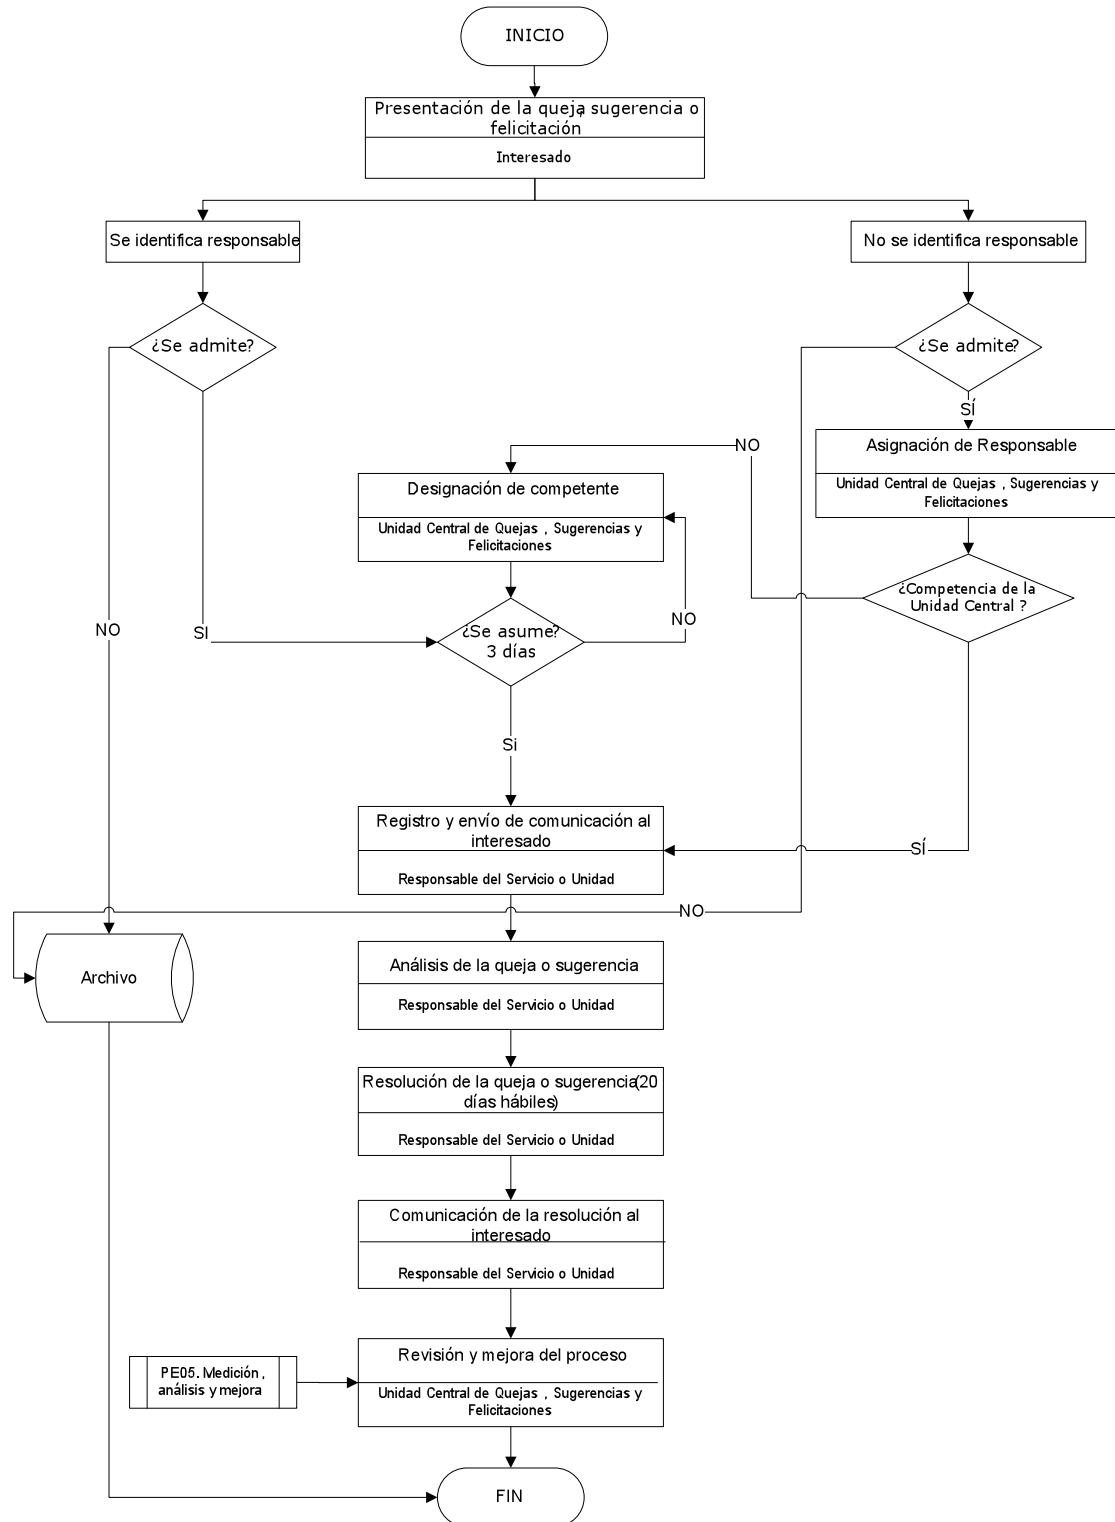 INICIO
Presentación de la queja, sugerencia o
felicitación
Interesado
Se identifica responsable
No se identifica responsable
¿Se admite?
¿Se admite?
SÍ
Asignación de Responsable
Unidad Central de Quejas , Sugerencias y
Felicitaciones
NO
Designación de competente
Unidad Central de Quejas , Sugerencias y
Felicitaciones
¿Competencia de la
Unidad Central ?
NO
SI
NO
¿Se asume?
3 días
Si
Registro y envío de comunicación al
interesado
Responsable del Servicio o Unidad
SÍ
NO
Archivo
Análisis de la queja o sugerencia
Responsable del Servicio o Unidad
Resolución de la queja o sugerencia(20
días hábiles)
Responsable del Servicio o Unidad
Comunicación de la resolución al
interesado
Responsable del Servicio o Unidad
Revisión y mejora del proceso
Unidad Central de Quejas , Sugerencias y
Felicitaciones
PE05. Medición ,
análisis y mejora
FIN